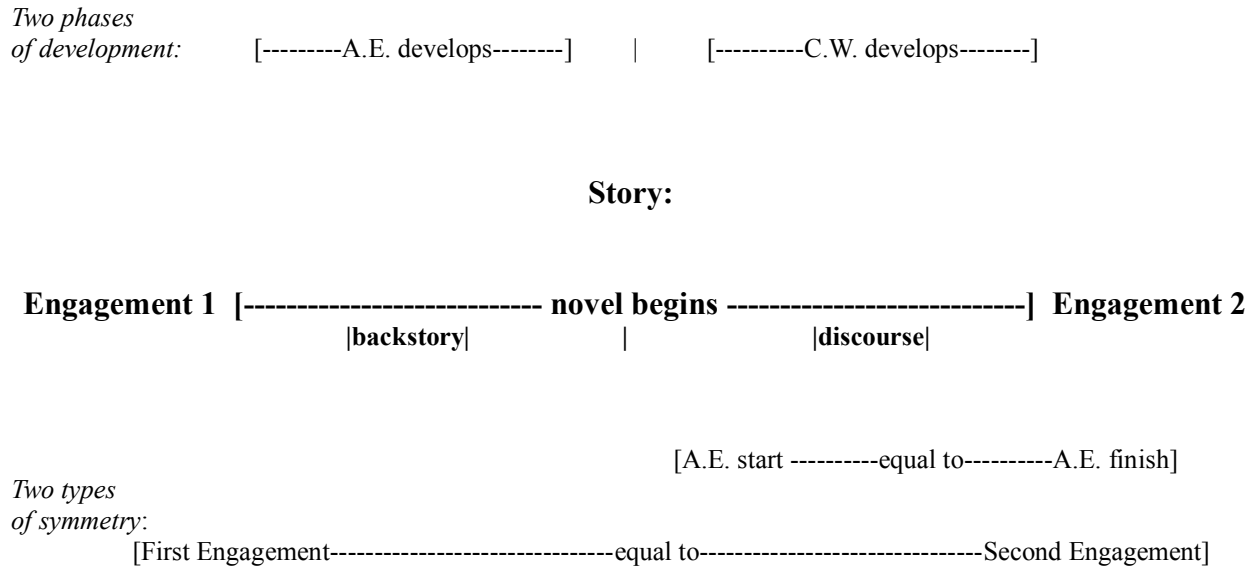 Two phases
of development: [---------A.E. develops--------] | [----------C.W. develops--------]
Story:
Engagement 1 [---------------------------- novel begins ----------------------------] Engagement 2
|backstory| | |discourse|
[A.E. start ----------equal to----------A.E. finish]
Two types
of symmetry:
[First Engagement--------------------------------equal to--------------------------------Second Engagement]